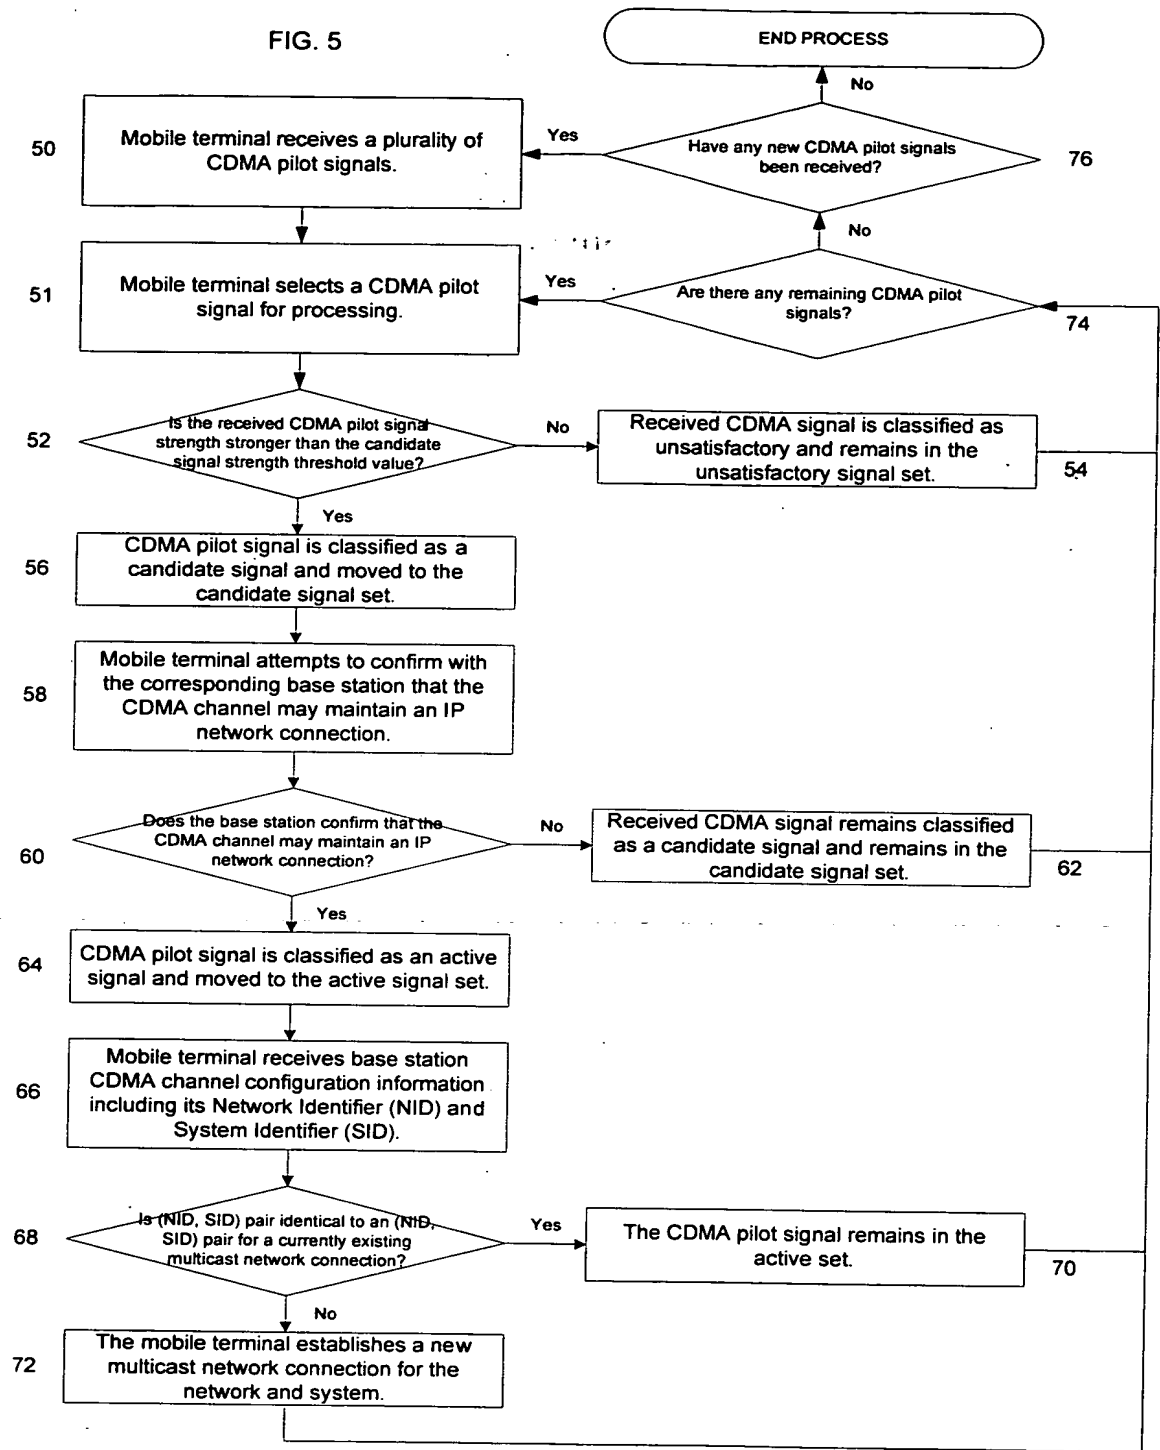 FIG. 5
END PROCESS
No
50
Mobile terminal receives a plurality of
CDMA pilot signals.
Yes
Have any new CDMA pilot signals
been received?
76
No
51
Mobile terminal selects a CDMA pilot
signal for processing.
Yes
Are there any remaining CDMA pilot
signals?
74
52
Is the received CDMA pilot signal
strength stronger than the candidate
signal strength threshold value?
No
Received CDMA signal is classified as
unsatisfactory and remains in the
unsatisfactory signal set.
54
Yes
56
CDMA pilot signal is classified as a
candidate signal and moved to the
candidate signal set.
58
Mobile terminal attempts to confirm with
the corresponding base station that the
CDMA channel may maintain an IP
network connection.
60
Does the base station confirm that the
CDMA channel may maintain an IP
network connection?
No
Received CDMA signal remains classified
as a candidate signal and remains in the
candidate signal set.
62
Yes
64
CDMA pilot signal is classified as an active
signal and moved to the active signal set.
66
Mobile terminal receives base station
CDMA channel configuration information
including its Network Identifier (NID) and
System Identifier (SID).
68
Is (NID, SID) pair identical to an (NID,
SID) pair for a currently existing
multicast network connection?
Yes
The CDMA pilot signal remains in the
active set.
70
No
72
The mobile terminal establishes a new
multicast network connection for the
network and system.